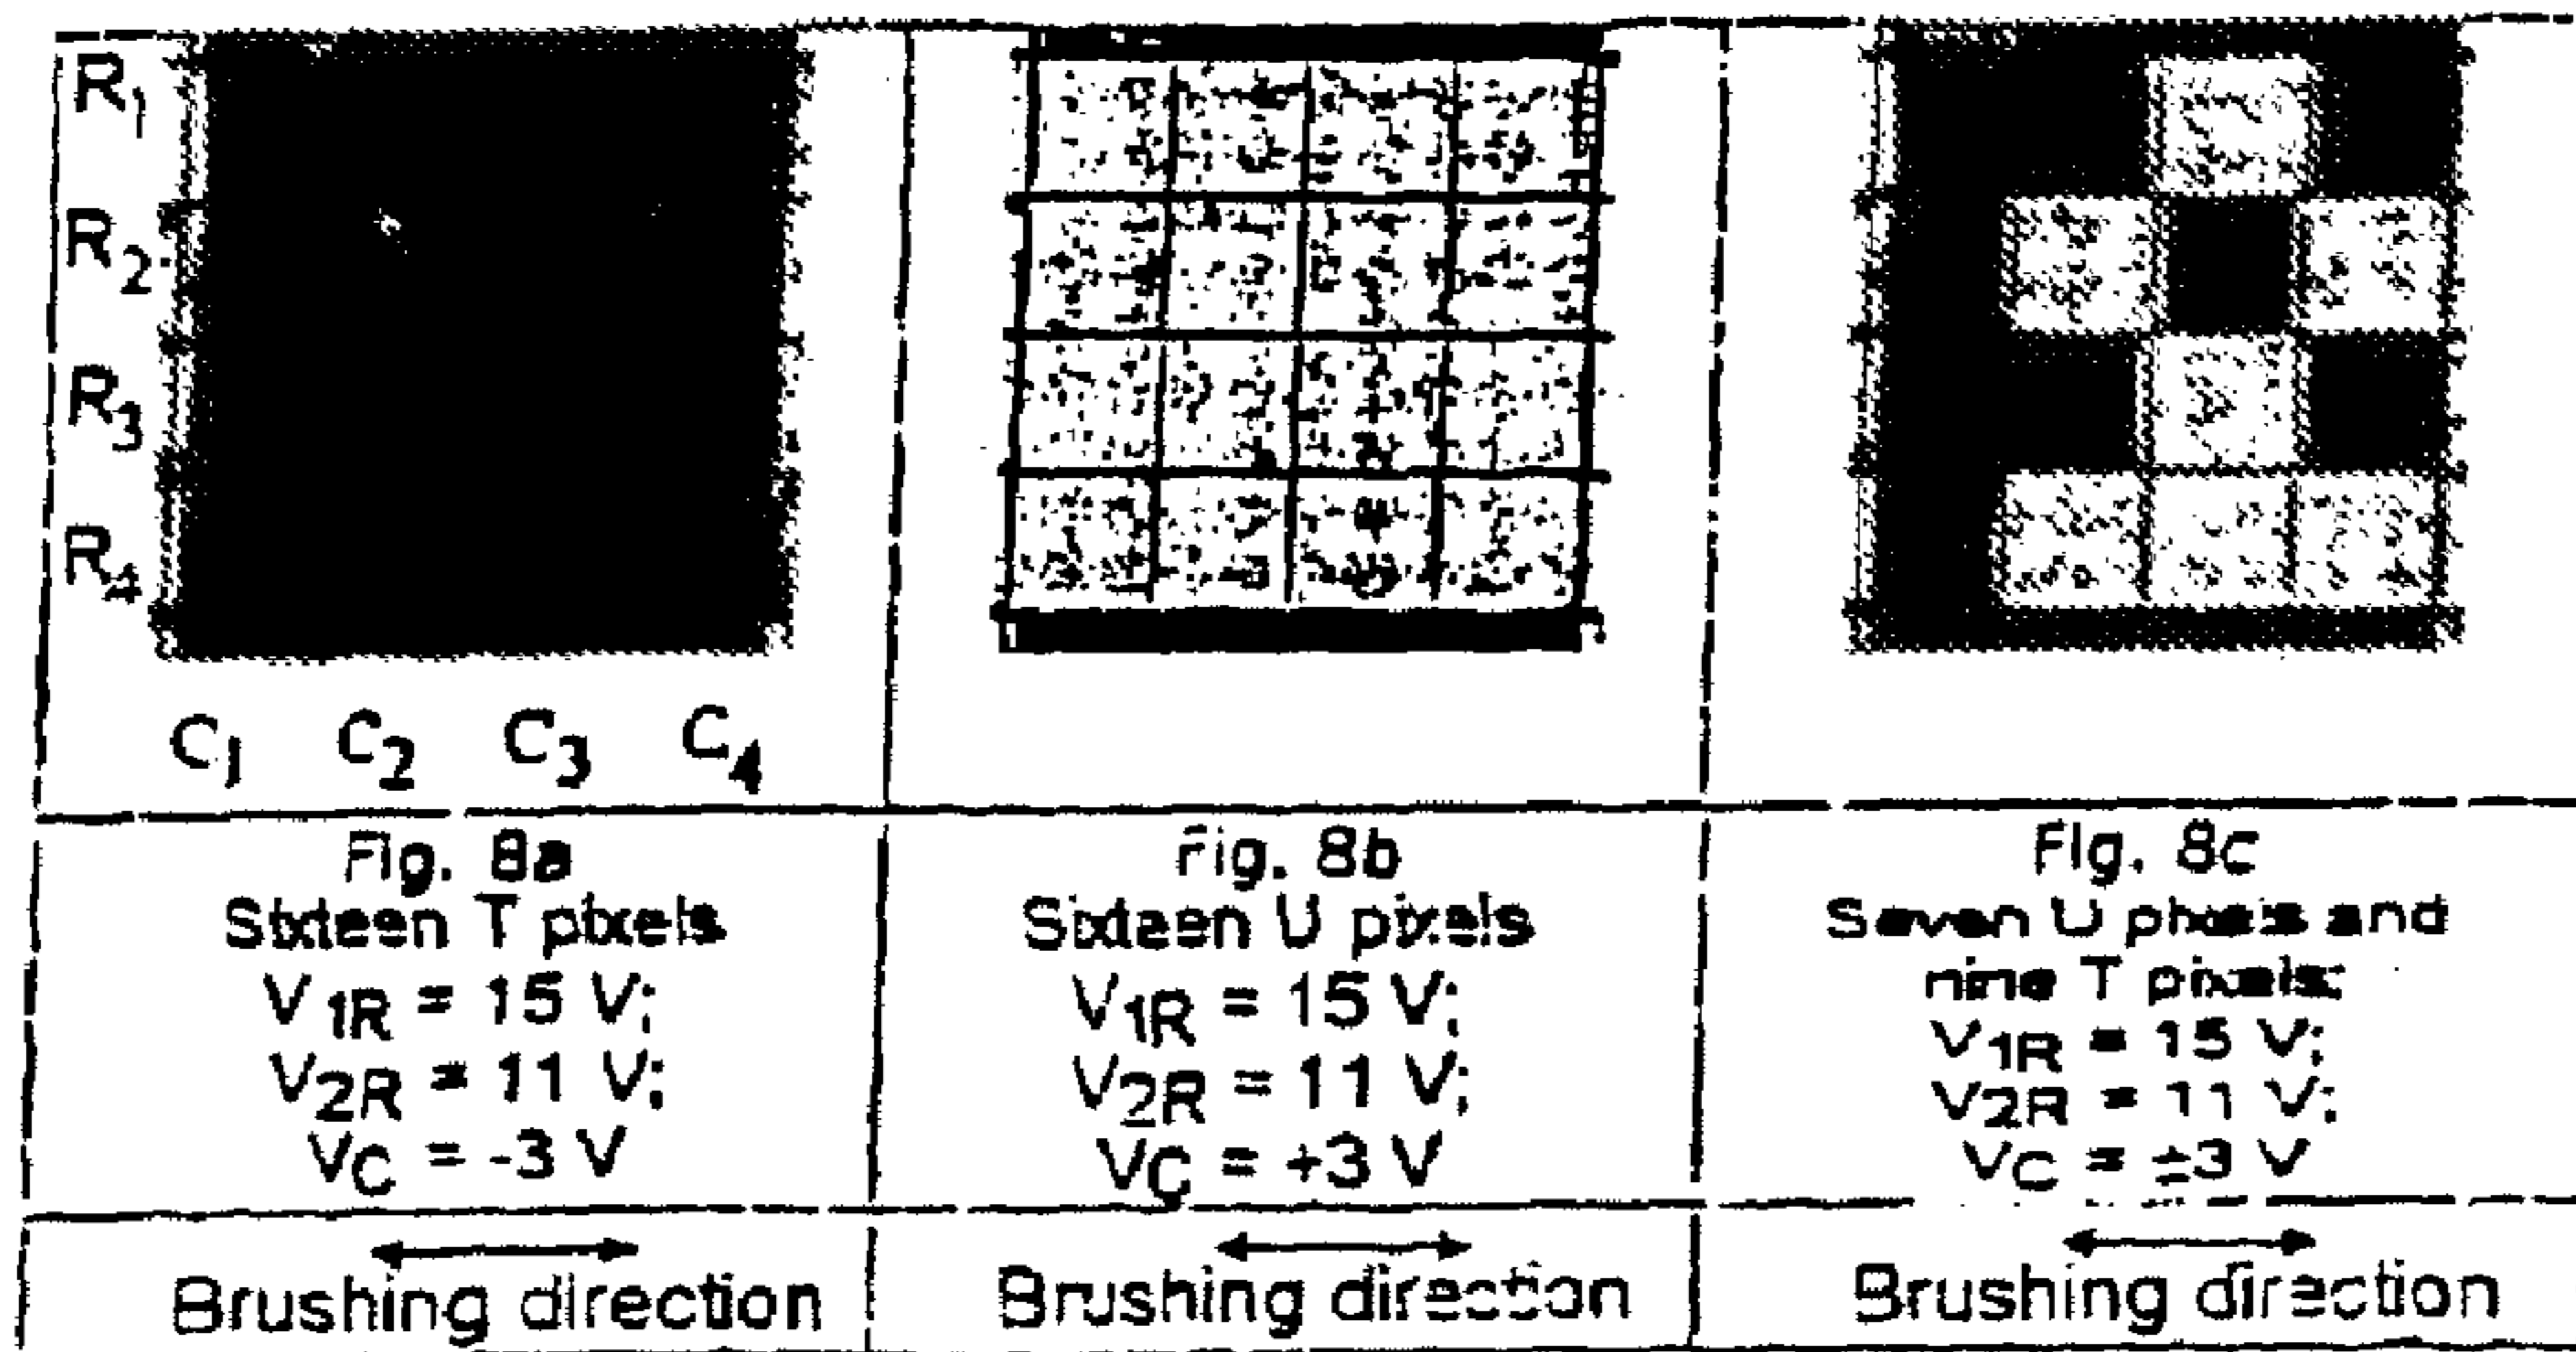 R1
R2
R3
R4
C1 C2 C3 C4
Fig. 8a
Sixteen T pixels
V1R = 15 V;
V2R = 11 V;
VC = -3 V
Brushing direction
Fig. 8b
Sixteen U pixels
V1R = 15 V;
V2R = 11 V;
VC = +3 V
Brushing direction
Fig. 8c
Seven U pixels and
nine T pixels;
V1R = 15 V;
V2R = 11 V;
VC = ±3 V
Brushing direction